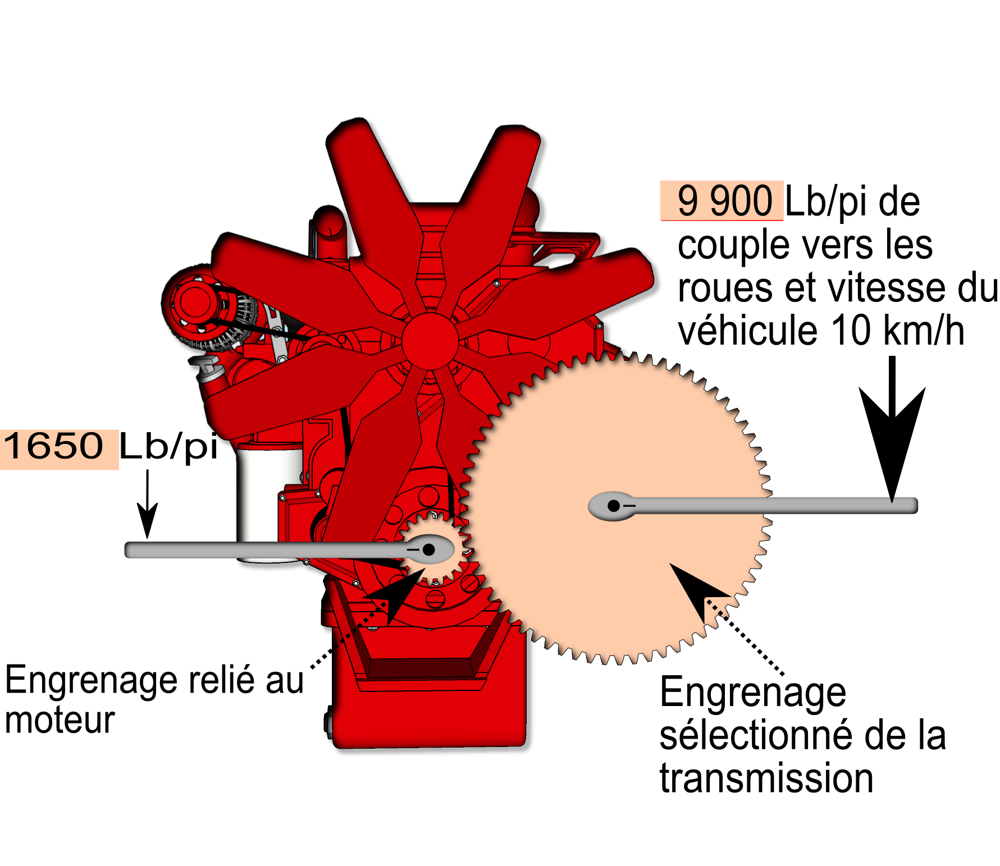 9 900 Lb/pi de
couple vers les
roues et vitesse du
véhicule 10 km/h
1650 Lb/pi
Engrenage relié au
moteur
Engrenage
sélectionné de la
transmission